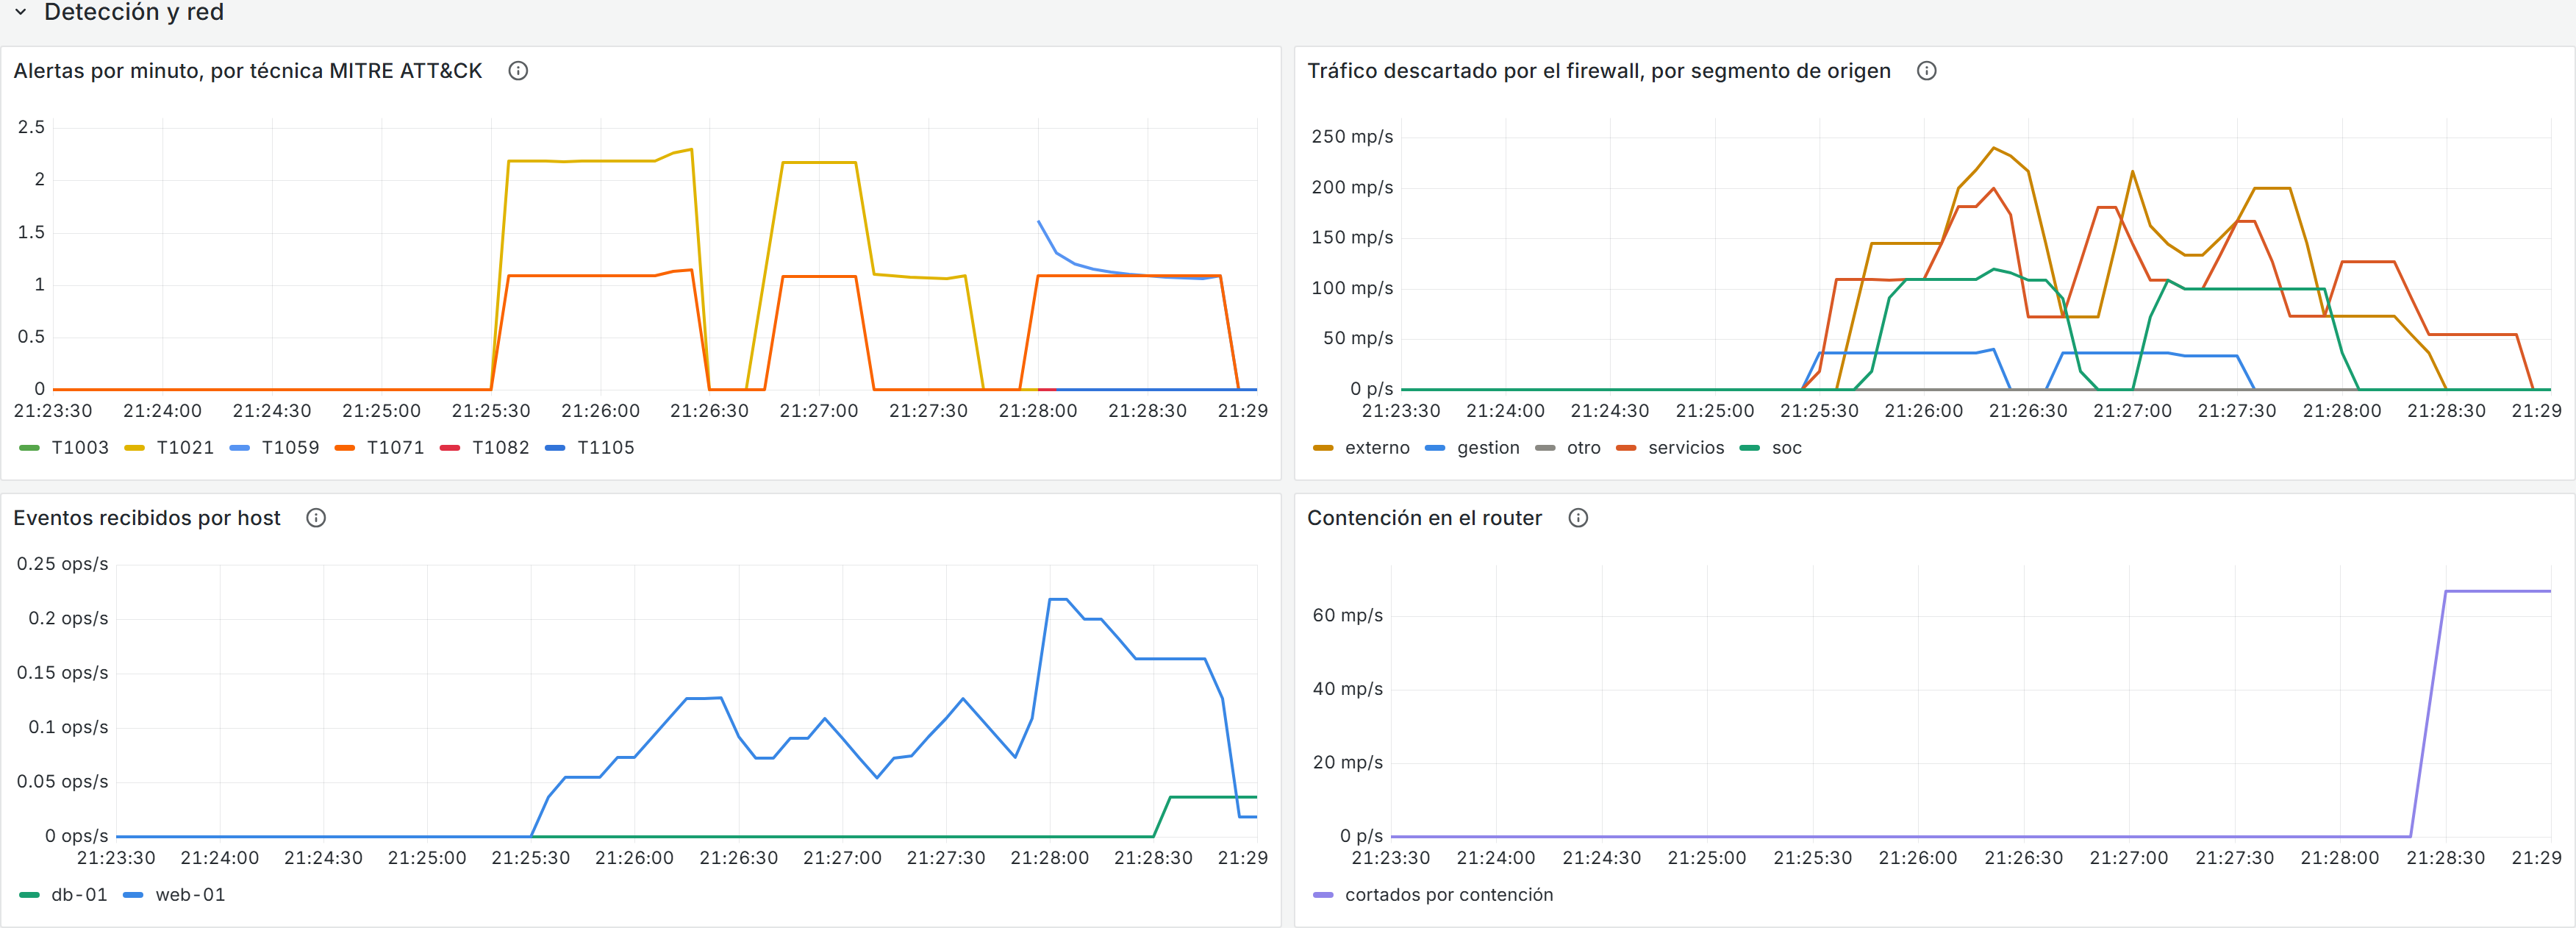 Detección y red
Alertas por minuto, por técnica MITRE ATT&CK
2.5
2
1.5
1
0.5
0
21:23:30 21:24:00 21:24:30 21:25:00 21:25:30 21:26:00 21:26:30 21:27:00 21:27:30 21:28:00 21:28:30 21:29
T1003 T1021 T1059 T1071 T1082 T1105
Tráfico descartado por el firewall, por segmento de origen
250 mp/s
200 mp/s
150 mp/s
100 mp/s
50 mp/s
0 p/s
21:23:30 21:24:00 21:24:30 21:25:00 21:25:30 21:26:00 21:26:30 21:27:00 21:27:30 21:28:00 21:28:30 21:29
externo gestion otro servicios soc
Eventos recibidos por host
0.25 ops/s
0.2 ops/s
0.15 ops/s
0.1 ops/s
0.05 ops/s
0 ops/s
21:23:30 21:24:00 21:24:30 21:25:00 21:25:30 21:26:00 21:26:30 21:27:00 21:27:30 21:28:00 21:28:30 21:29
db-01 web-01
Contención en el router
60 mp/s
40 mp/s
20 mp/s
0 p/s
21:23:30 21:24:00 21:24:30 21:25:00 21:25:30 21:26:00 21:26:30 21:27:00 21:27:30 21:28:00 21:28:30 21:29
cortados por contención